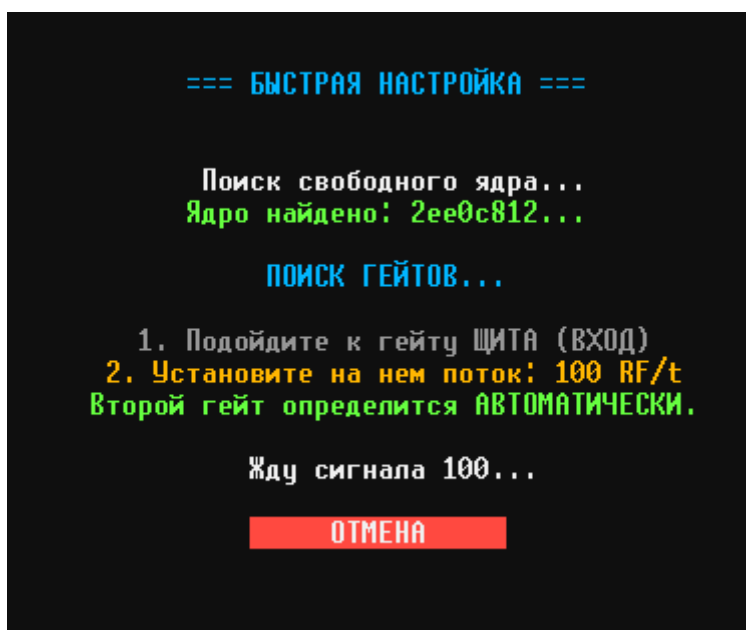 === БЫСТРАЯ НАСТРОЙКА ===
Поиск свободного ядра...
Ядро найдено: 2ee0c812...
ПОИСК ГЕЙТОВ...
1. Подойдите к гейту ЩИТА (ВХОД)
2. Установите на нем поток: 100 RF/t
Второй гейт определится АВТОМАТИЧЕСКИ.
Жду сигнала 100...
ОТМЕНА